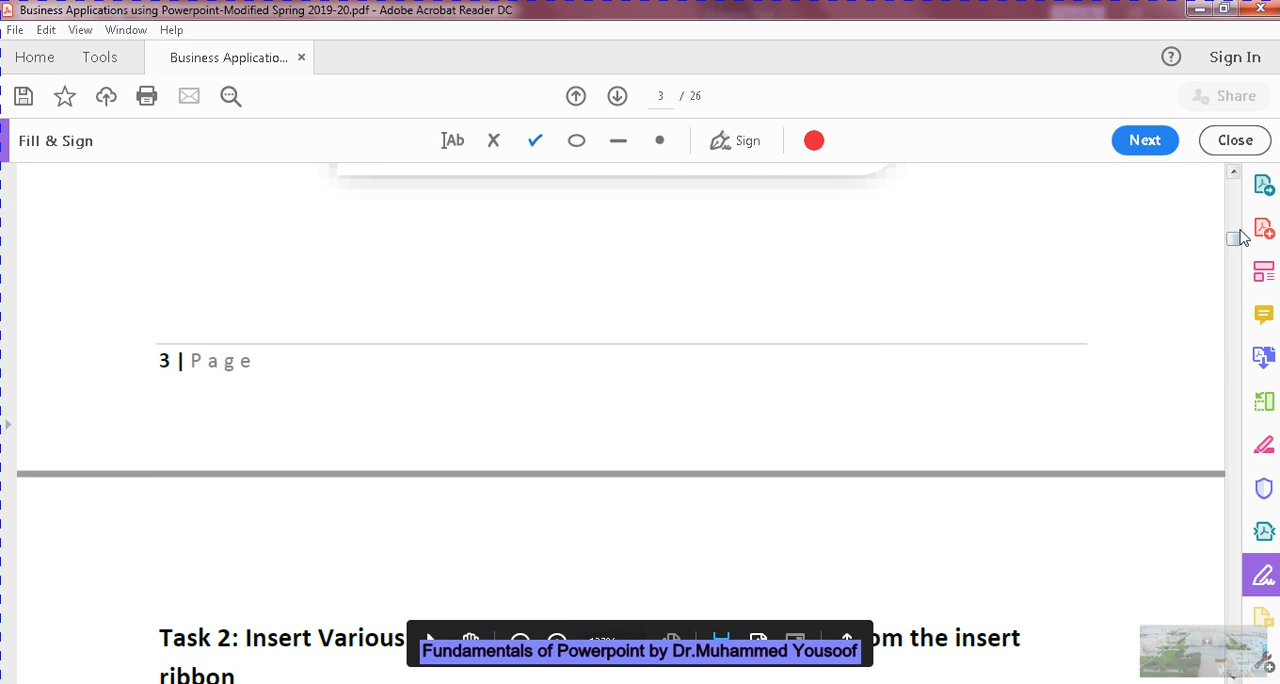 Business Applications using Powerpoint-Modified Spring 2019-20.pdf - Adobe Acrobat Reader DC
File Edit View Window Help
Home Tools Business Applicatio... × Sign In
3 / 26 Share
Fill & Sign Ab Sign Next Close
3 | P a g e
Task 2: Insert Various om the insert
Fundamentals of Powerpoint by Dr.Muhammed Yousoof
ribbon